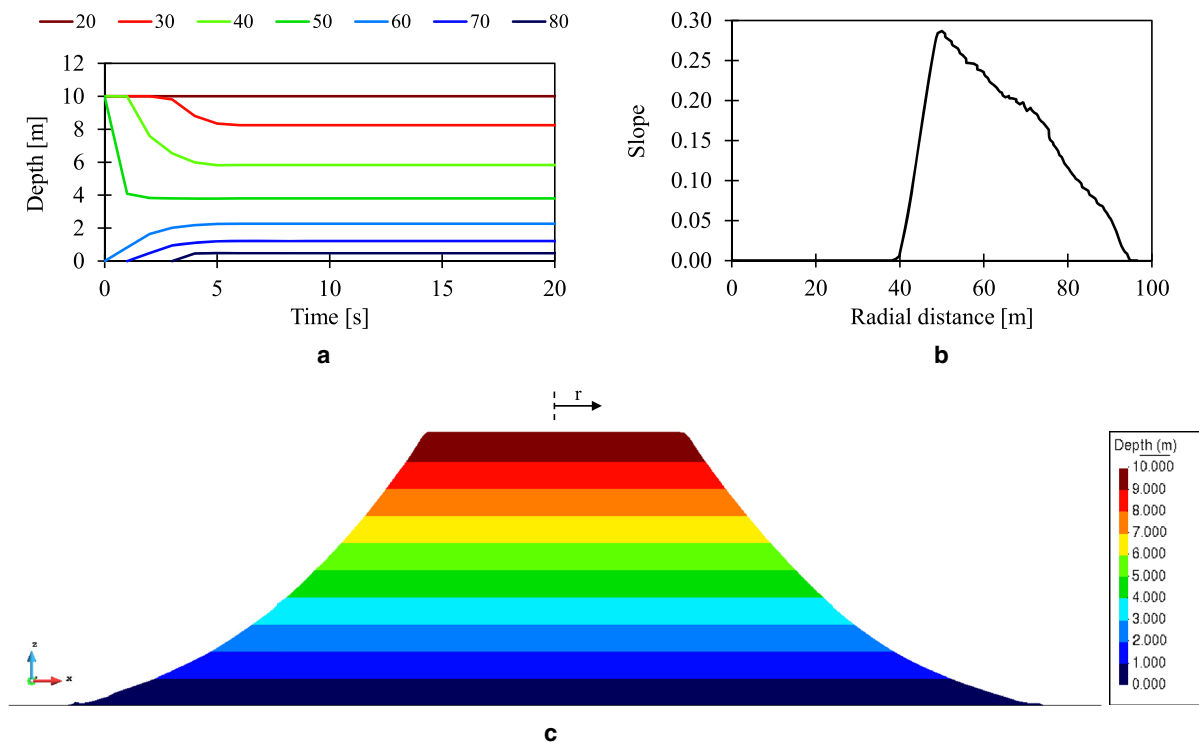 20 30 40 50 60 70 80
12
10
8
6
4
2
0
Depth [m]
0 5 10 15 20
Time [s]
a
0.30
0.25
0.20
0.15
0.10
0.05
0.00
Slope
0 20 40 60 80 100
Radial distance [m]
b
r
Depth (m)
10.000
9.000
8.000
7.000
6.000
5.000
4.000
3.000
2.000
1.000
0.000
z
x
c